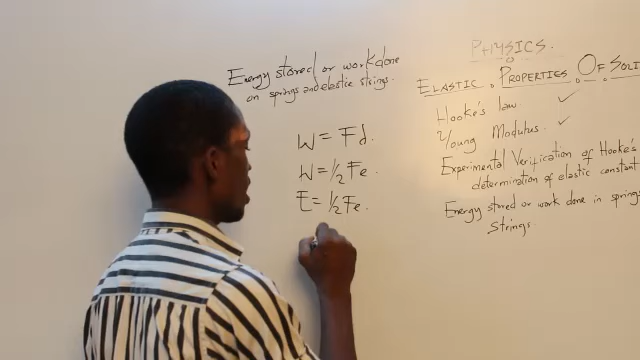 Energy stored or work done
on springs and elastic strings.
W = Fd.
W = 1/2 Fe.
E = 1/2 Fe.
PHYSICS.
ELASTIC PROPERTIES OF SOLI
Hooke's law. ✓
Young Modulus. ✓
Experimental Verification of Hooke's
determination of elastic constant
Energy stored or work done in springs
Strings.